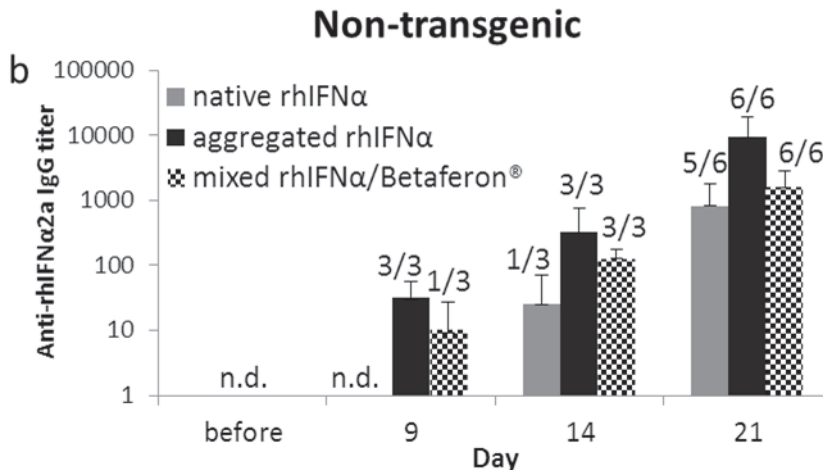 Non-transgenic
b
Anti-rhIFNα2a IgG titer
100000
10000
1000
100
10
1
native rhIFNα
aggregated rhIFNα
mixed rhIFNα/Betaferon®
n.d.
n.d.
3/3
1/3
1/3
3/3
3/3
5/6
6/6
6/6
before
9
14
21
Day